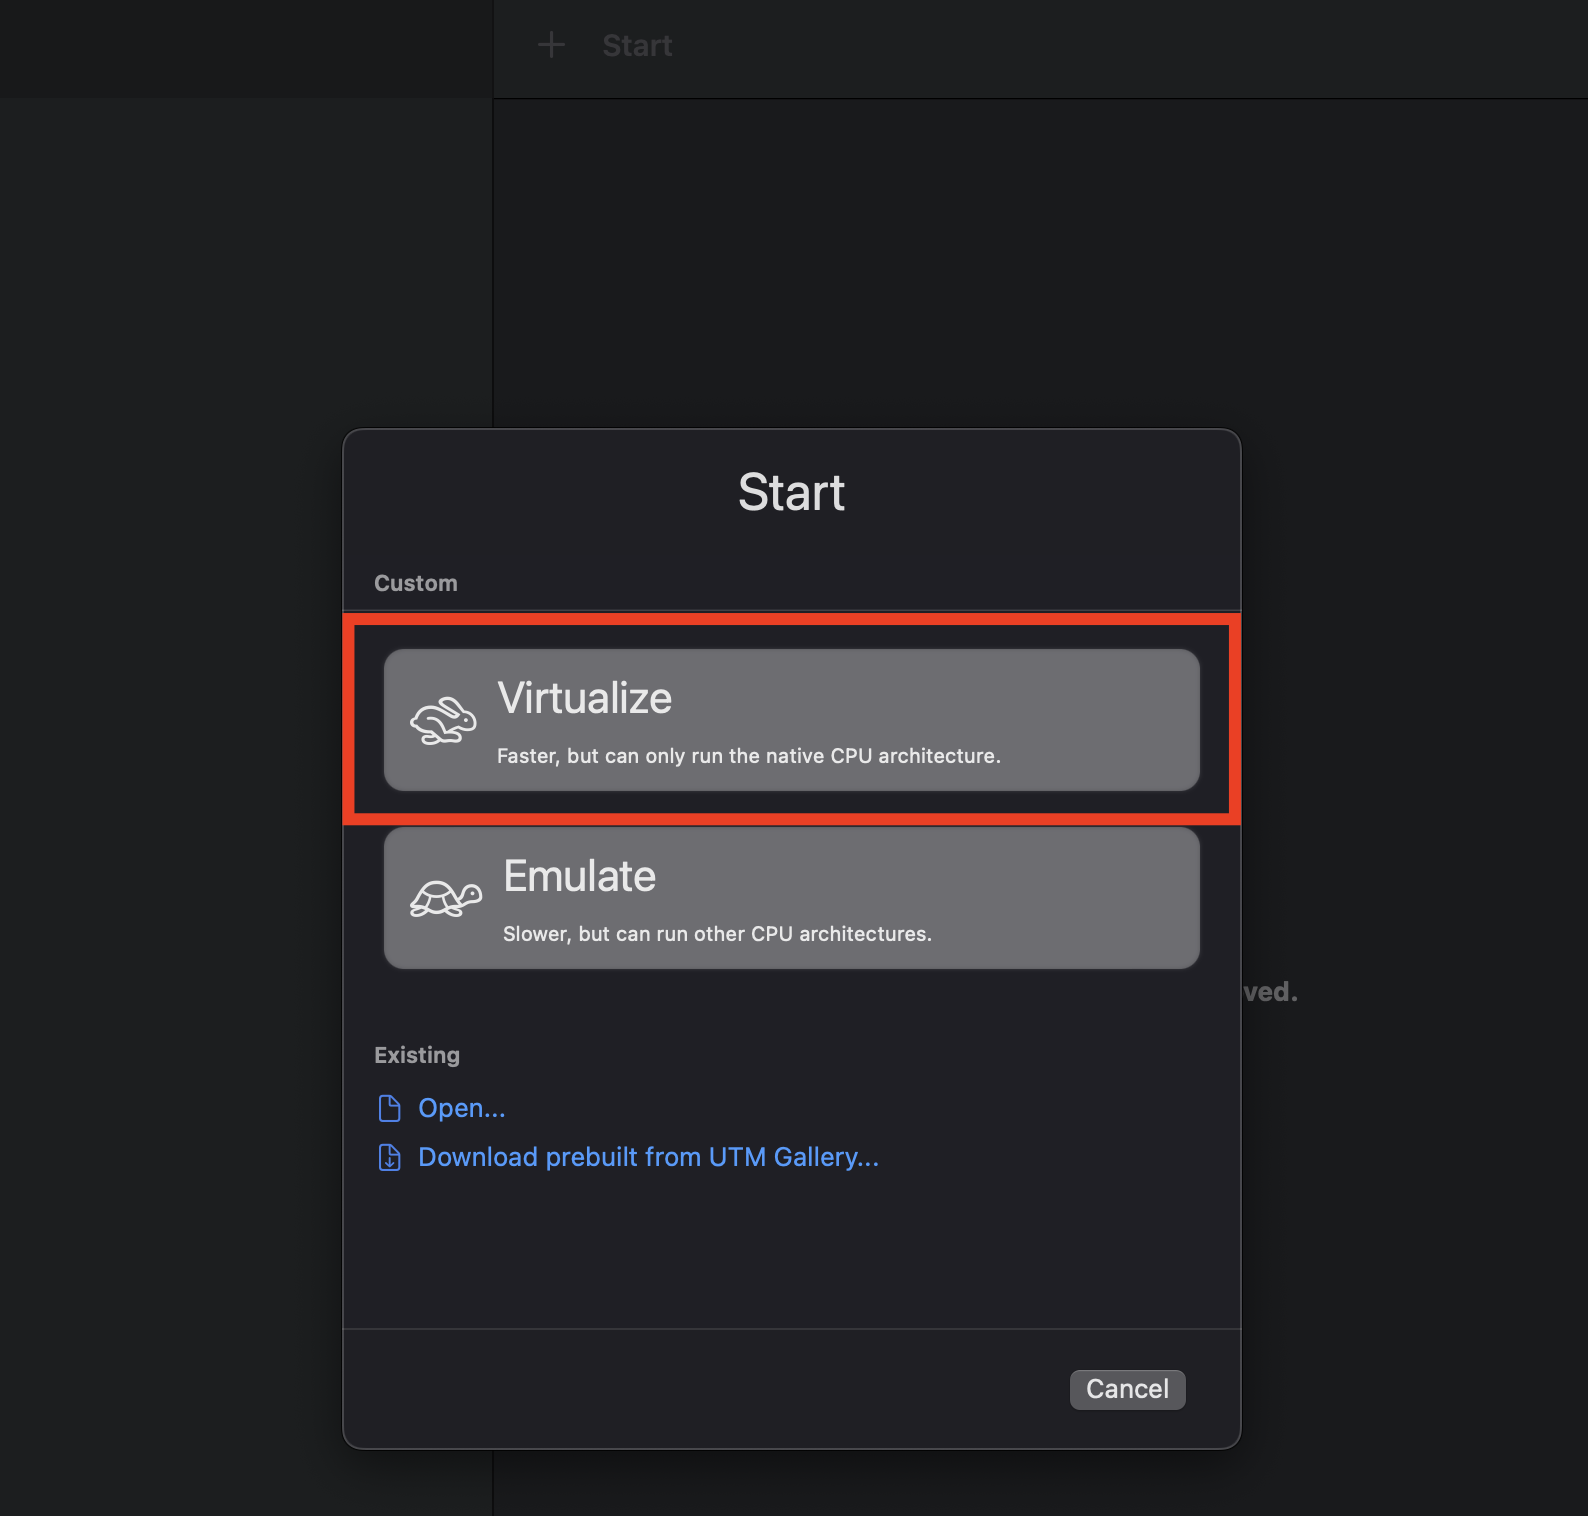 Start
Start
Custom
Virtualize
Faster, but can only run the native CPU architecture.
Emulate
Slower, but can run other CPU architectures.
ved.
Existing
Open...
Download prebuilt from UTM Gallery...
Cancel